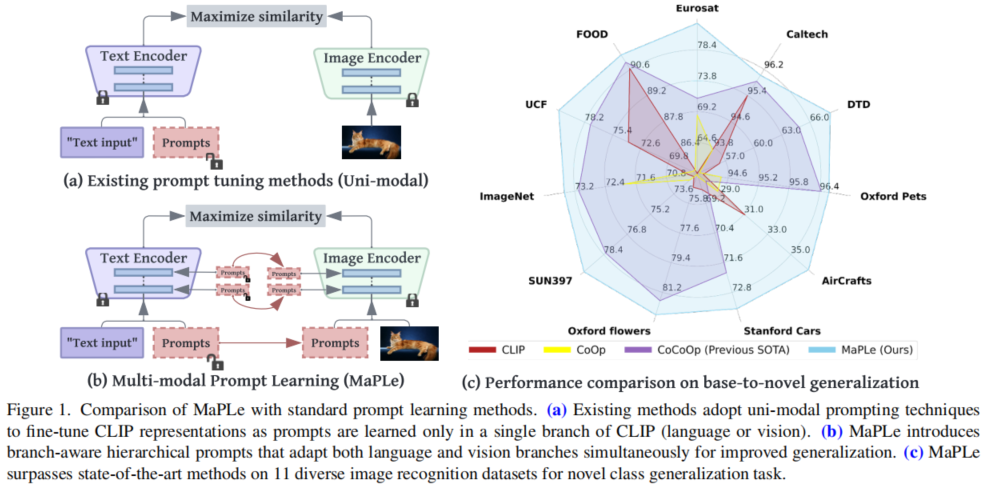 Maximize similarity
Text Encoder
Image Encoder
"Text input"
Prompts
(a) Existing prompt tuning methods (Uni-modal)
Maximize similarity
Text Encoder
Image Encoder
Prompts
Prompts
Prompts
Prompts
"Text input"
Prompts
Prompts
(b) Multi-modal Prompt Learning (MaPLe)
Eurosat
78.4
73.8
69.2
64.6
Caltech
96.2
95.4
94.6
93.8
DTD
66.0
63.0
60.0
57.0
Oxford Pets
96.4
95.8
95.2
94.6
AirCrafts
35.0
33.0
31.0
29.0
Stanford Cars
72.8
71.6
70.4
69.2
Oxford flowers
81.2
79.4
77.6
75.8
SUN397
78.4
76.8
75.2
73.6
ImageNet
73.2
72.4
71.6
70.8
UCF
78.2
75.4
72.6
69.8
FOOD
90.6
89.2
87.8
86.4
CLIP
CoOp
CoCoOp (Previous SOTA)
MaPLe (Ours)
(c) Performance comparison on base-to-novel generalization
Figure 1. Comparison of MaPLe with standard prompt learning methods. (a) Existing methods adopt uni-modal prompting techniques
to fine-tune CLIP representations as prompts are learned only in a single branch of CLIP (language or vision). (b) MaPLe introduces
branch-aware hierarchical prompts that adapt both language and vision branches simultaneously for improved generalization. (c) MaPLe
surpasses state-of-the-art methods on 11 diverse image recognition datasets for novel class generalization task.